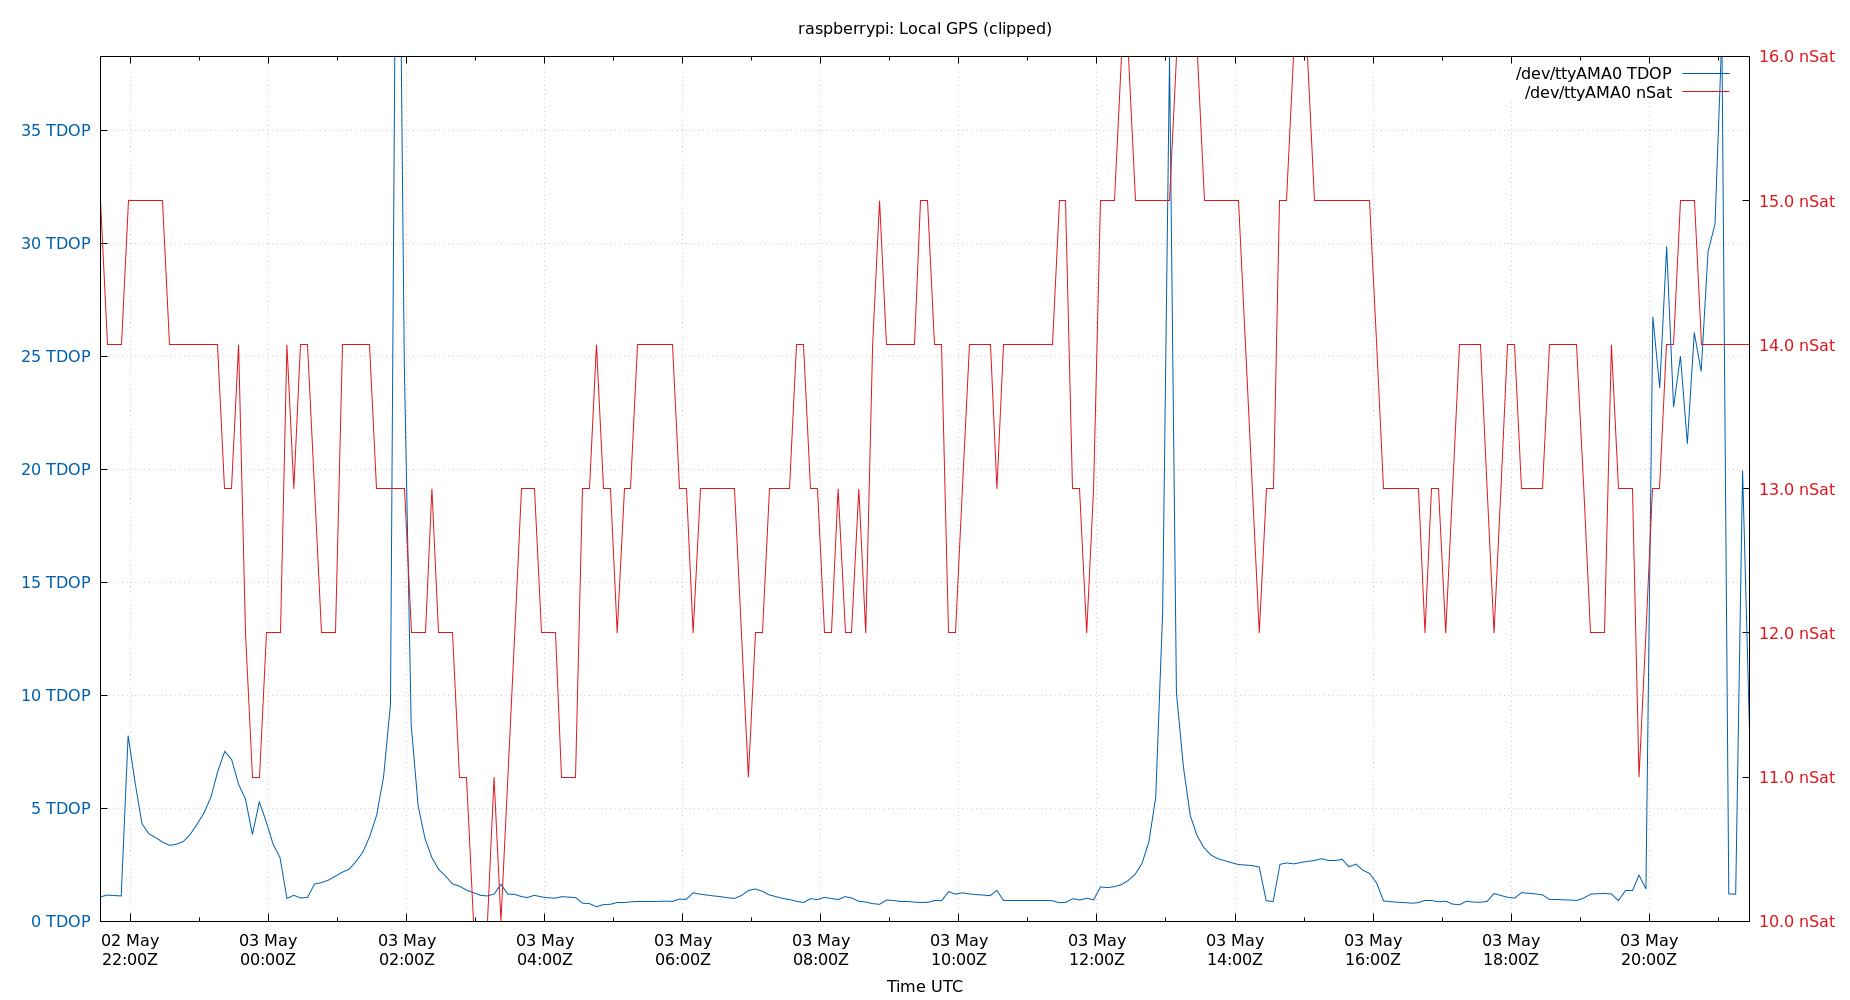 raspberrypi: Local GPS (clipped)
/dev/ttyAMA0 TDOP
/dev/ttyAMA0 nSat
35 TDOP
30 TDOP
25 TDOP
20 TDOP
15 TDOP
10 TDOP
5 TDOP
0 TDOP
16.0 nSat
15.0 nSat
14.0 nSat
13.0 nSat
12.0 nSat
11.0 nSat
10.0 nSat
02 May
22:00Z
03 May
00:00Z
03 May
02:00Z
03 May
04:00Z
03 May
06:00Z
03 May
08:00Z
03 May
10:00Z
03 May
12:00Z
03 May
14:00Z
03 May
16:00Z
03 May
18:00Z
03 May
20:00Z
Time UTC